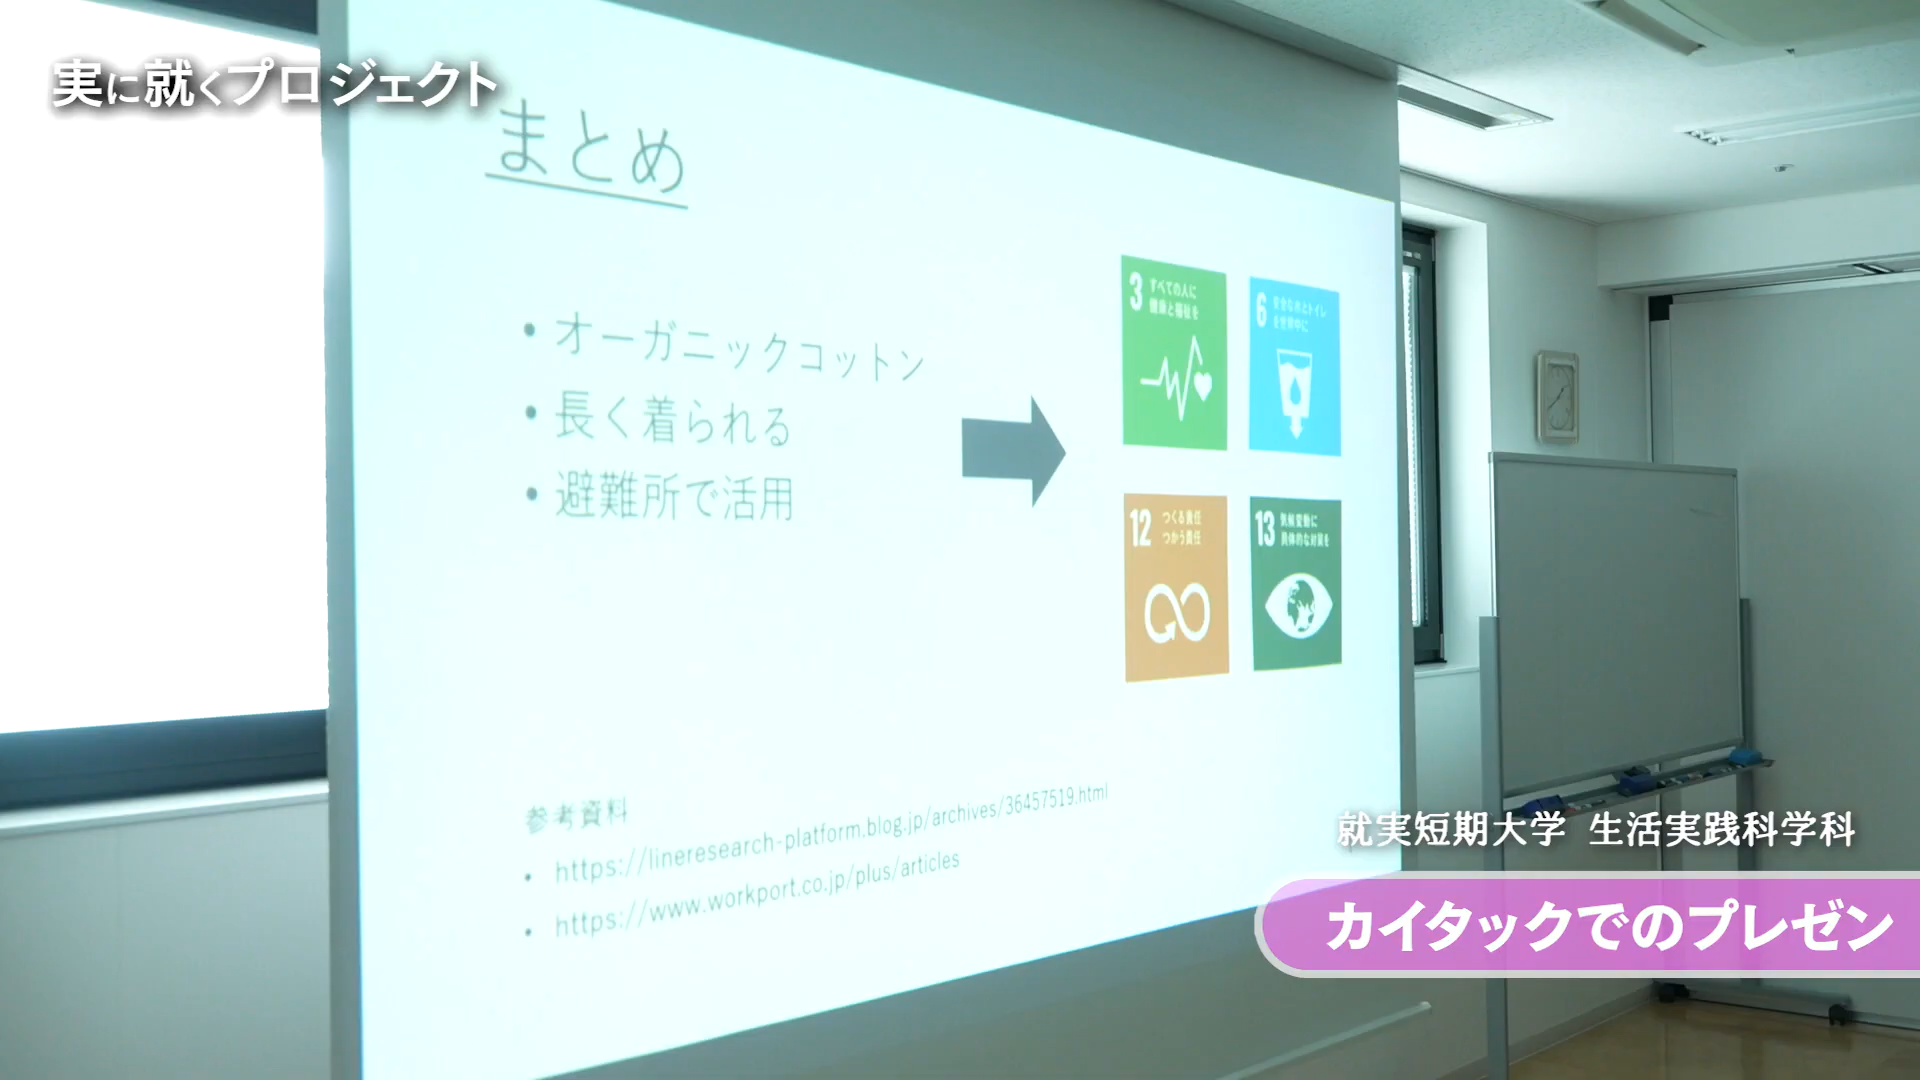 実に就くプロジェクト
まとめ
• オーガニックコットン
• 長く着られる
• 避難所で活用
3 すべての人に
健康と福祉を
6 安全な水とトイレ
を世界中に
12 つくる責任
つかう責任
13 気候変動に
具体的な対策を
参考資料
• https://lineresearch-platform.blog.jp/archives/36457519.html
• https://www.workport.co.jp/plus/articles
就実短期大学 生活実践科学科
カイタックでのプレゼン